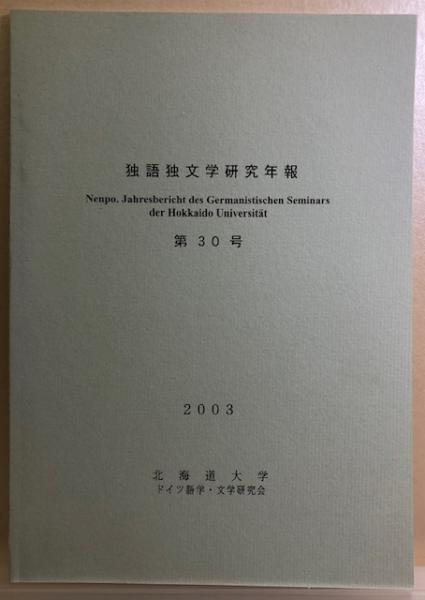 独語独文学研究年報
Nenpo. Jahresbericht des Germanistischen Seminars
der Hokkaido Universität
第 30 号
2003
北海道大学
ドイツ語学・文学研究会